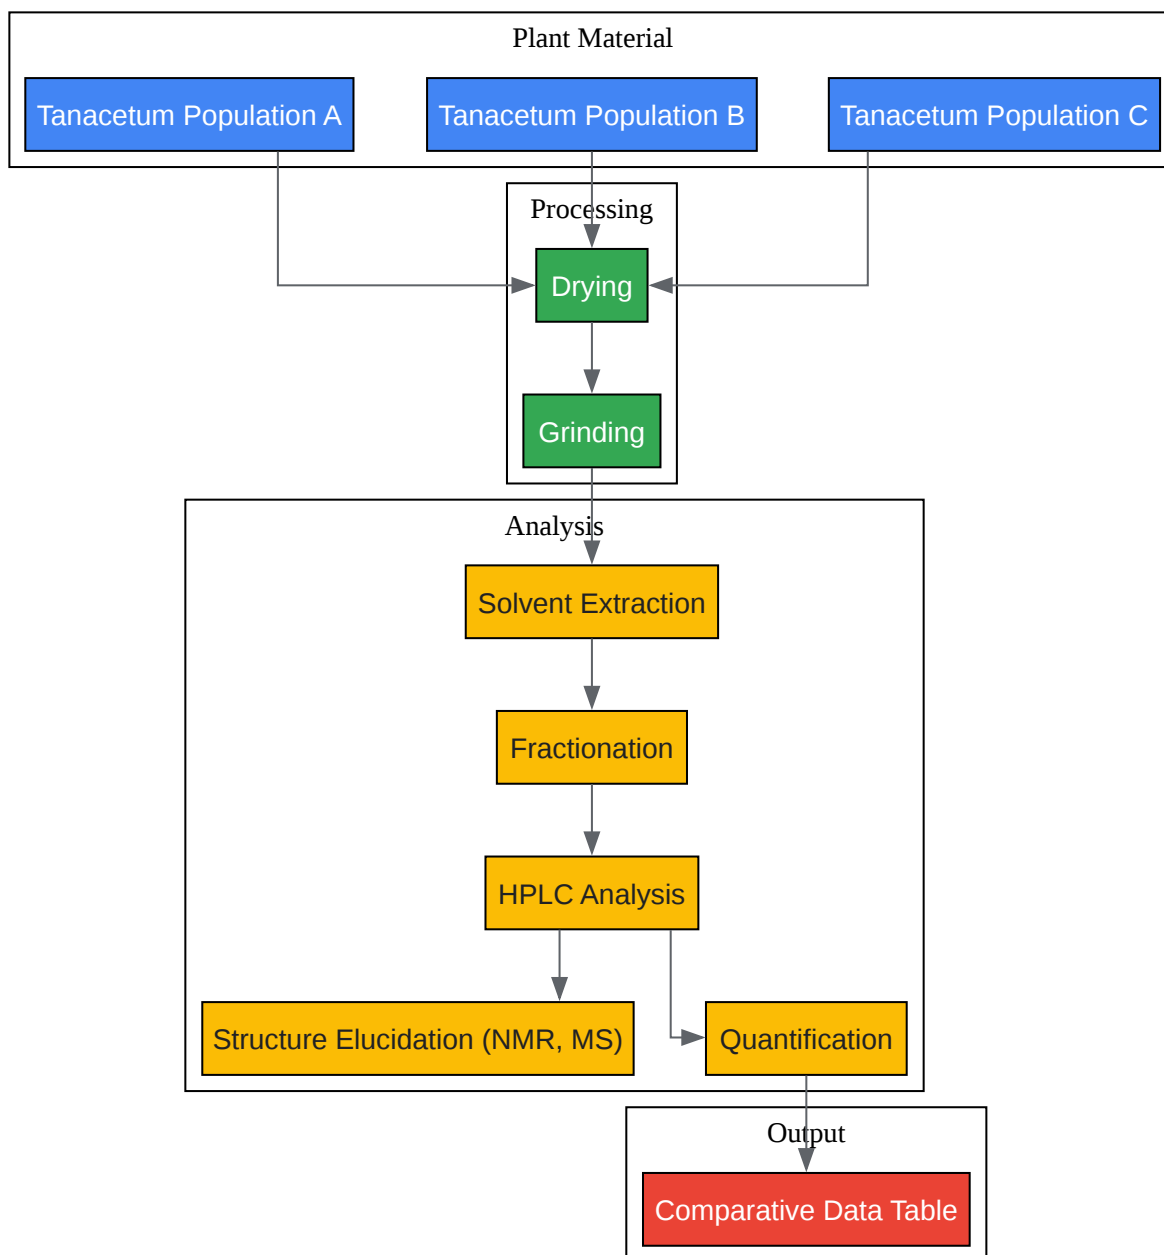 Plant Material
Tanacetum Population A
Tanacetum Population B
Tanacetum Population C
Processing
Drying
Grinding
Analysis
Solvent Extraction
Fractionation
HPLC Analysis
Structure Elucidation (NMR, MS)
Quantification
Output
Comparative Data Table